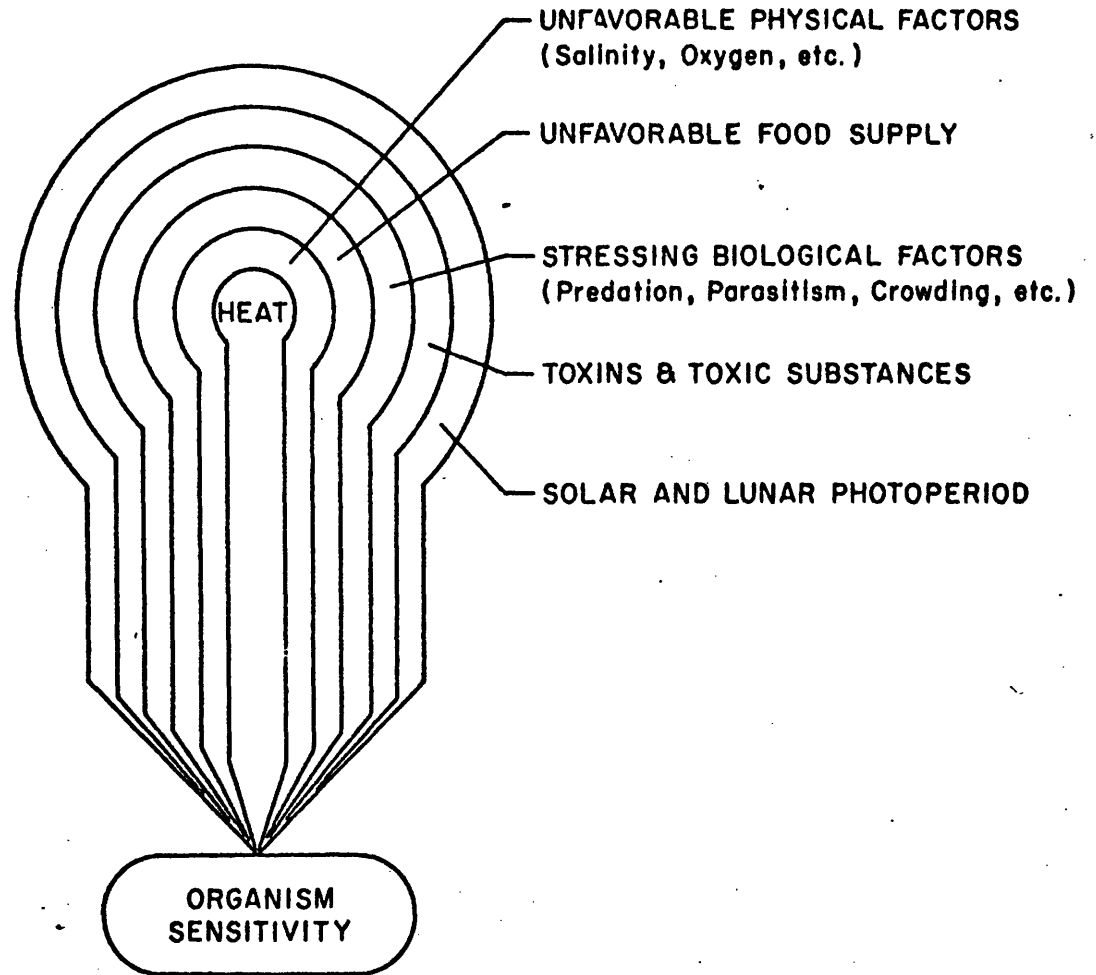 UNFAVORABLE PHYSICAL FACTORS
(Salinity, Oxygen, etc.)
UNFAVORABLE FOOD SUPPLY
STRESSING BIOLOGICAL FACTORS
(Predation, Parasitism, Crowding, etc.)
HEAT
TOXINS & TOXIC SUBSTANCES
SOLAR AND LUNAR PHOTOPERIOD
ORGANISM
SENSITIVITY